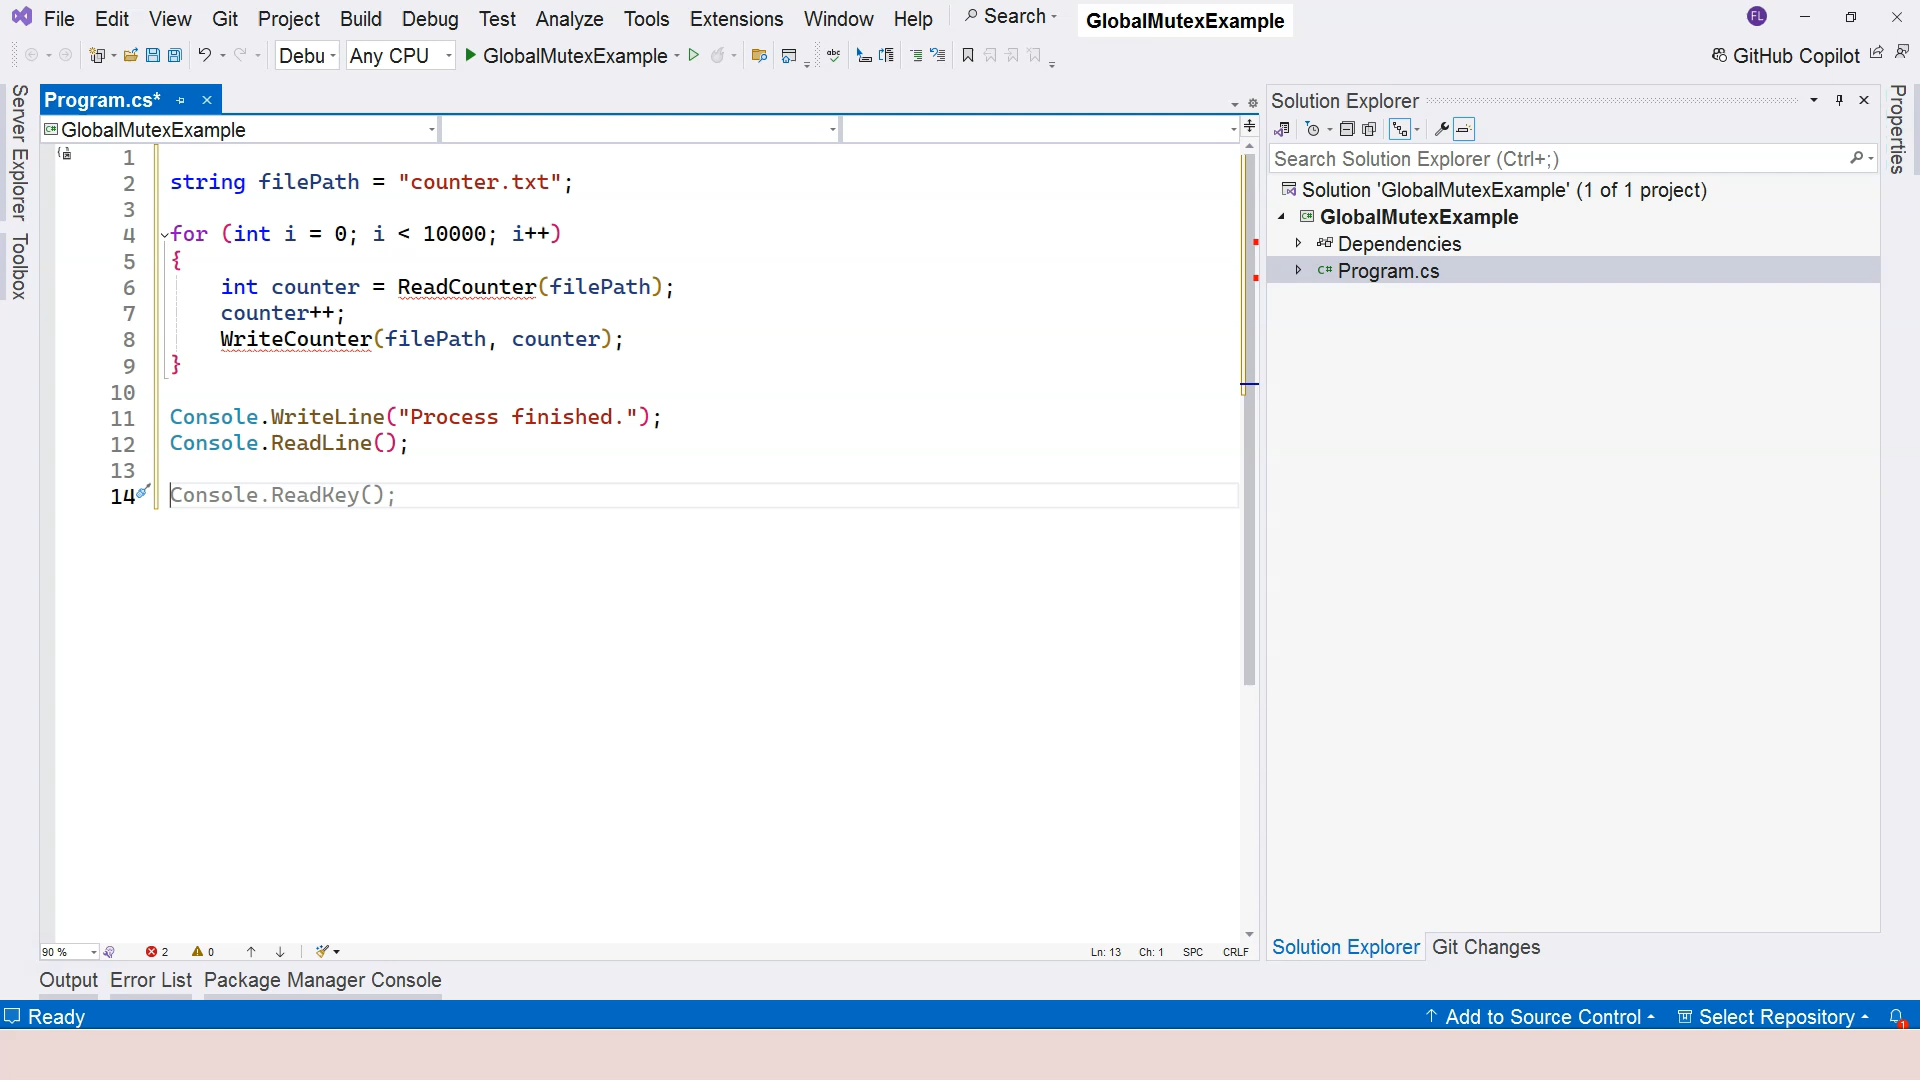 File Edit View Git Project Build Debug Test Analyze Tools Extensions Window Help Search GlobalMutexExample FL
Debu Any CPU GlobalMutexExample abc GitHub Copilot
Server Explorer
Toolbox
Program.cs*
GlobalMutexExample
1
2 string filePath = "counter.txt";
3
4 for (int i = 0; i < 10000; i++)
5 {
6 int counter = ReadCounter(filePath);
7 counter++;
8 WriteCounter(filePath, counter);
9 }
10
11 Console.WriteLine("Process finished.");
12 Console.ReadLine();
13
14 Console.ReadKey();
90 % 2 0 Ln: 13 Ch: 1 SPC CRLF
Output Error List Package Manager Console
Solution Explorer
Search Solution Explorer (Ctrl+;)
Solution 'GlobalMutexExample' (1 of 1 project)
C# GlobalMutexExample
Dependencies
C# Program.cs
Solution Explorer Git Changes
Properties
Ready Add to Source Control Select Repository 1